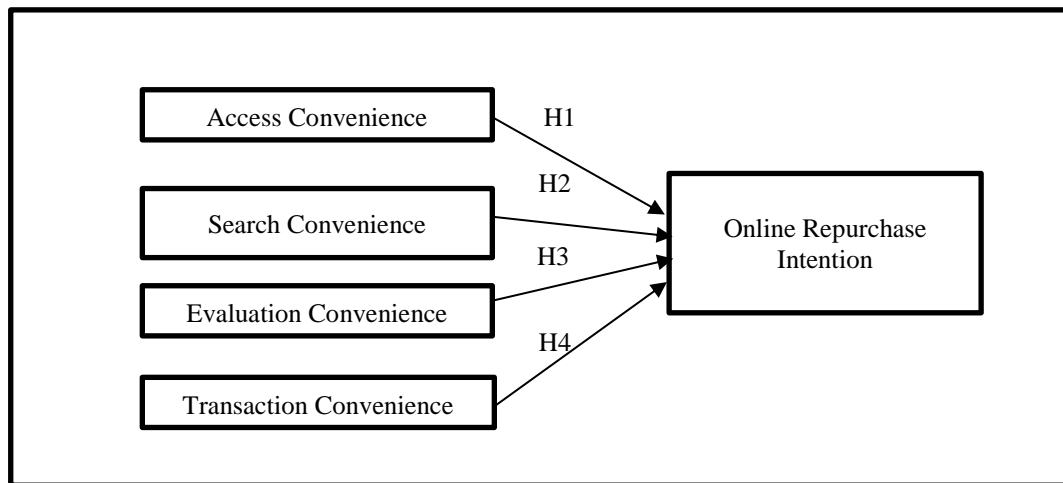 Access Convenience
H1
H2
Search Convenience
Online Repurchase
Intention
H3
Evaluation Convenience
H4
Transaction Convenience